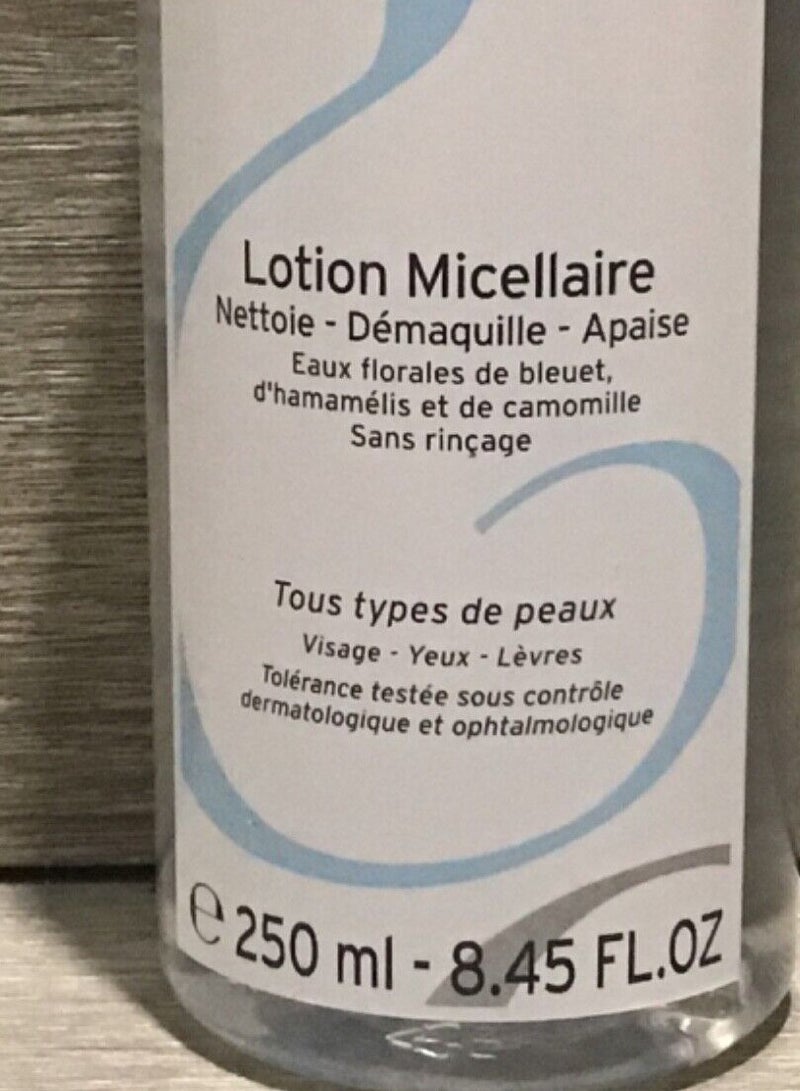 Lotion Micellaire
Nettoie - Démaquille - Apaise
Eaux florales de bleuet,
d'hamamélis et de camomille
Sans rinçage
Tous types de peaux
Visage - Yeux - Lèvres
Tolérance testée sous contrôle
dermatologique et ophtalmologique
℮ 250 ml - 8.45 FL.OZ